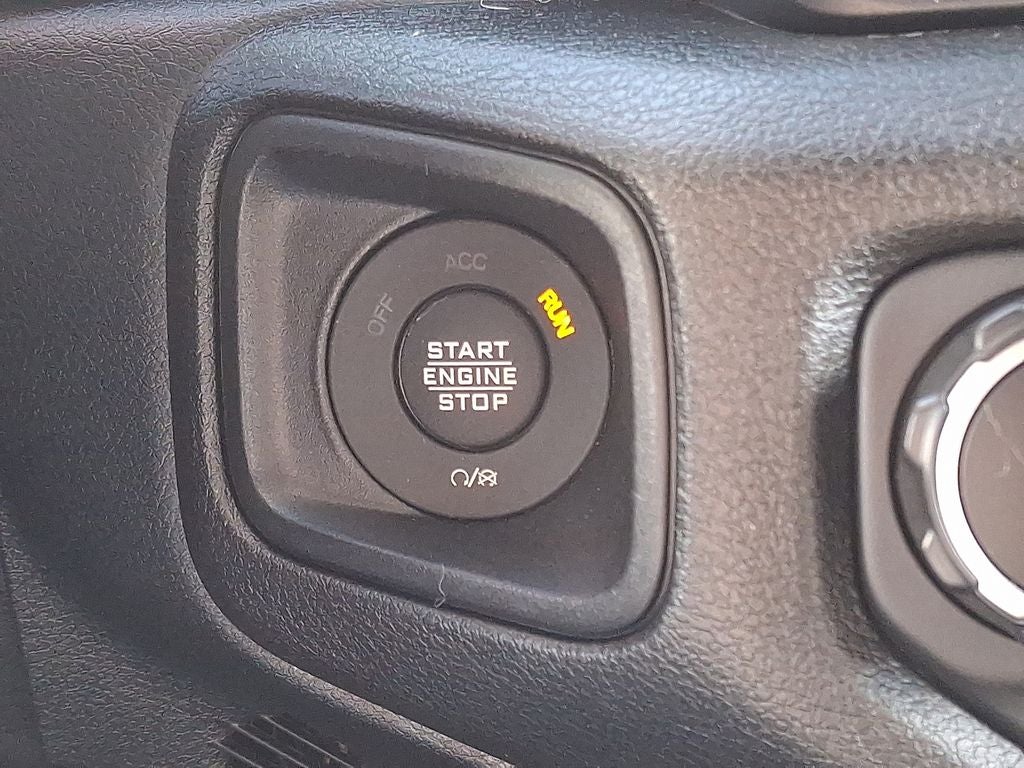 ACC
OFF
RUN
START
ENGINE
STOP